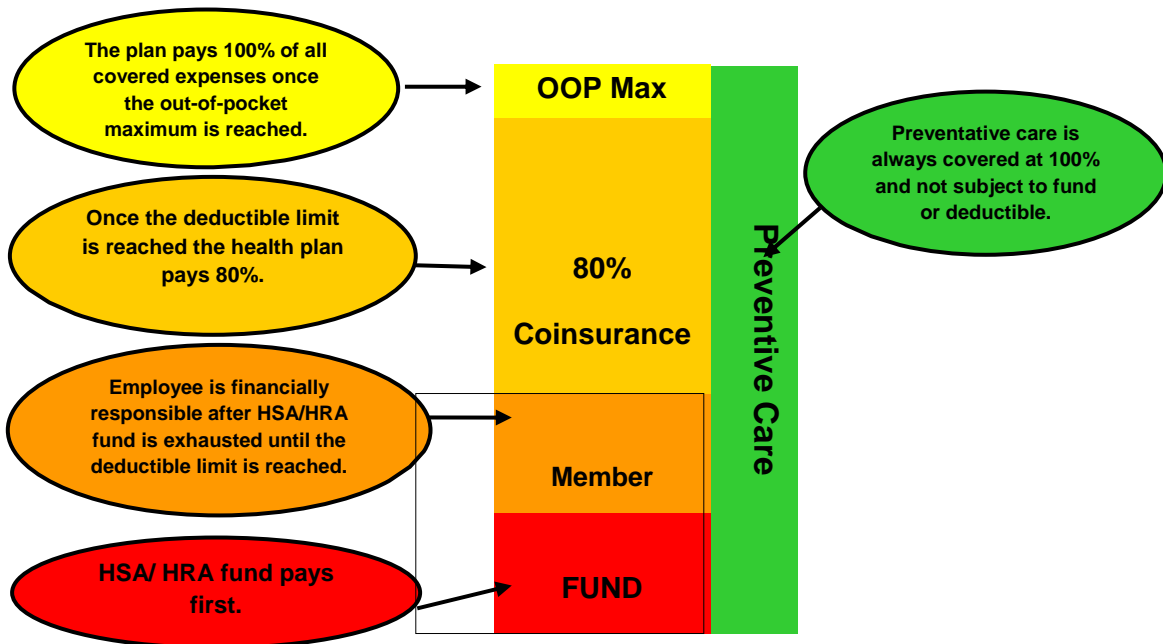 The plan pays 100% of all
covered expenses once
the out-of-pocket
maximum is reached.
OOP Max
Preventative care is
always covered at 100%
and not subject to fund
or deductible.
Once the deductible limit
is reached the health plan
pays 80%.
80%
Coinsurance
Preventive Care
Employee is financially
responsible after HSA/HRA
fund is exhausted until the
deductible limit is reached.
Member
HSA/ HRA fund pays
first.
FUND